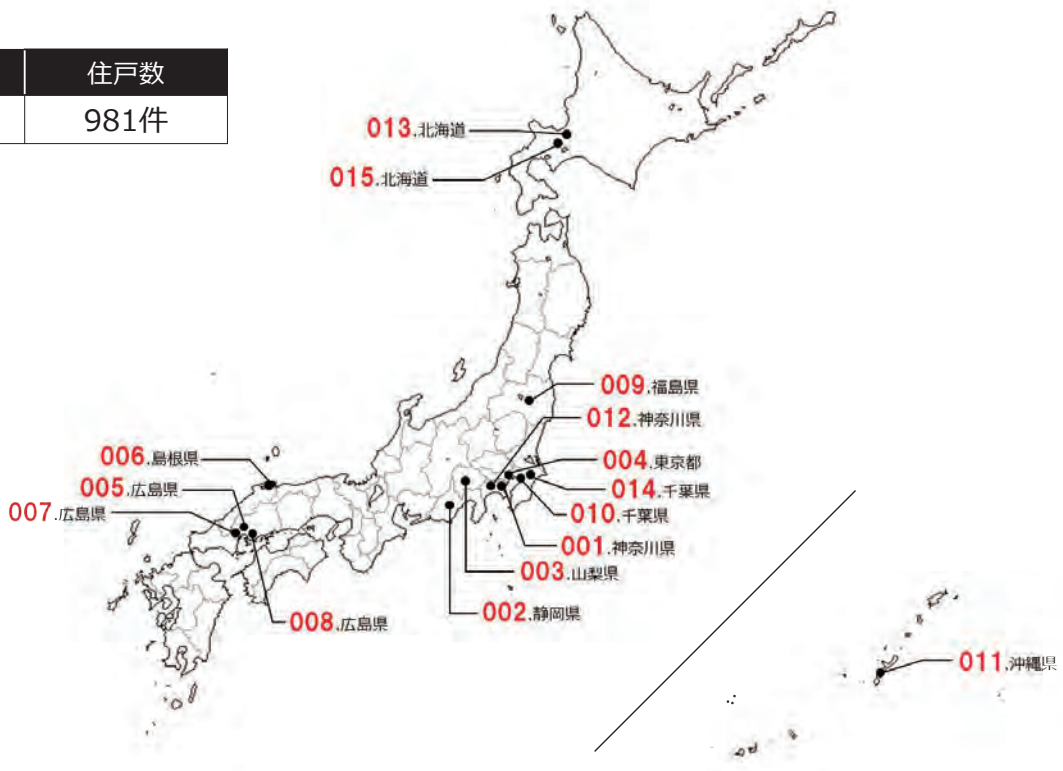 住戸数
981件
013.北海道
015.北海道
009.福島県
012.神奈川県
006.島根県
004.東京都
005.広島県
014.千葉県
007.広島県
010.千葉県
001.神奈川県
003.山梨県
002.静岡県
008.広島県
011.沖縄県